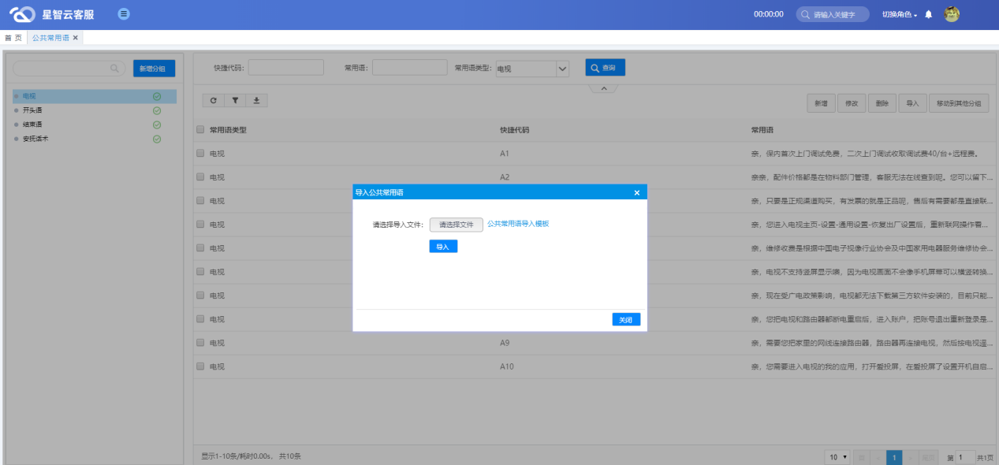 星智云客服
00:00:00
请输入关键字
切换角色
首 页
公共常用语 ×
新增分组
电视
开头语
结束语
安抚话术
快捷代码：
常用语：
常用语类型： 电视
查询
新增 修改 删除 导入 移动到其他分组
常用语类型 快捷代码 常用语
电视 A1 亲，保内首次上门调试免费，二次上门调试收取调试费40/台+远程费。
电视 A2 亲亲，配件价格都是在物料部门管理，客服无法在线查到呢。您可以留下...
电视 亲，只要是正规渠道购买，有发票的就是正品呢，售后有需要都是直接联...
电视 亲，您进入电视主页-设置-通用设置-恢复出厂设置后，重新联网操作看...
电视 亲，维修收费是根据中国电子视像行业协会及中国家用电器服务维修协会...
电视 亲，电视不支持竖屏显示噢，因为电视画面不会像手机屏幕可以横竖转换...
电视 亲，现在受广电政策影响，电视都无法下载第三方软件安装的，目前只能...
电视 亲，您把电视和路由器都断电重启后，进入账户，把账号退出重新登录是...
电视 A9 亲，需要您把家里的网线连接路由器，路由器再连接电视，然后按电视遥...
电视 A10 亲，您需要进入电视的我的应用，打开爱投屏，在爱投屏了设置开机自启...
导入公共常用语 ×
请选择导入文件： 请选择文件 公共常用语导入模板
导入
关闭
显示1-10条/耗时0.00s， 共10条
10 1 第 1 共1页